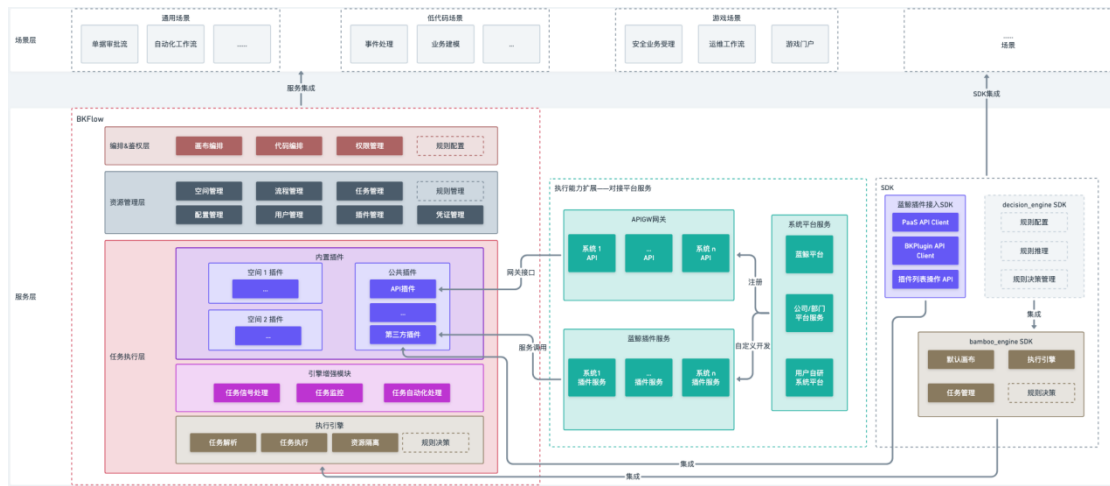 通用场景
低代码场景
游戏场景
......
场景
场景层
单据审批流
自动化工作流
......
事件处理
业务建模
...
安全业务受理
运维工作流
游戏门户
服务集成
SDK集成
BKFlow
编排&鉴权层
画布编排
代码编排
权限管理
规则配置
资源管理层
空间管理
流程管理
任务管理
规则管理
配置管理
用户管理
插件管理
凭证管理
服务层
任务执行层
内置插件
空间 1 插件
...
空间 2 插件
...
公共插件
API插件
...
第三方插件
引擎增强模块
任务信号处理
任务监控
任务自动化处理
执行引擎
任务解析
任务执行
资源隔离
规则决策
网关接口
服务调用
执行能力扩展——对接平台服务
APIGW网关
系统 1
API
...
API
系统 n
API
蓝鲸插件服务
系统1
插件服务
...
插件服务
系统 n
插件服务
注册
自定义开发
系统平台服务
蓝鲸平台
公司/部门
平台服务
用户自研
系统平台
SDK
蓝鲸插件接入SDK
PaaS API Client
BKPlugin API
Client
插件列表操作 API
decision_engine SDK
规则配置
规则推理
规则决策管理
集成
bamboo_engine SDK
默认画布
执行引擎
任务管理
规则决策
集成
集成